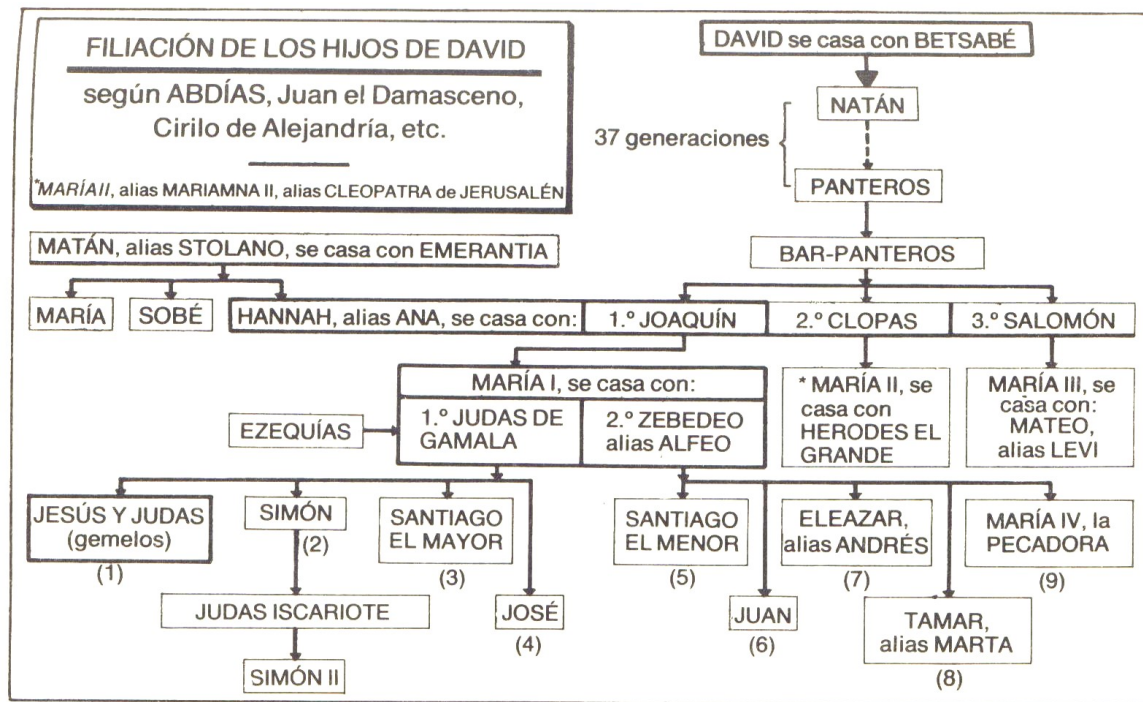 FILIACIÓN DE LOS HIJOS DE DAVID
según ABDÍAS, Juan el Damasceno,
Cirilo de Alejandría, etc.
*MARÍA II, alias MARIAMNA II, alias CLEOPATRA de JERUSALÉN
DAVID se casa con BETSABÉ
NATÁN
37 generaciones
PANTEROS
BAR-PANTEROS
MATÁN, alias STOLANO, se casa con EMERANTIA
MARÍA
SOBÉ
HANNAH, alias ANA, se casa con:
1.º JOAQUÍN
2.º CLOPAS
3.º SALOMÓN
MARÍA I, se casa con:
EZEQUÍAS
1.º JUDAS DE
GAMALA
2.º ZEBEDEO
alias ALFEO
* MARÍA II, se
casa con
HERODES EL
GRANDE
MARÍA III, se
casa con:
MATEO,
alias LEVI
JESÚS Y JUDAS
(gemelos)
(1)
SIMÓN
(2)
SANTIAGO
EL MAYOR
(3)
JOSÉ
(4)
SANTIAGO
EL MENOR
(5)
JUAN
(6)
ELEAZAR,
alias ANDRÉS
(7)
TAMAR,
alias MARTA
(8)
MARÍA IV, la
PECADORA
(9)
JUDAS ISCARIOTE
SIMÓN II